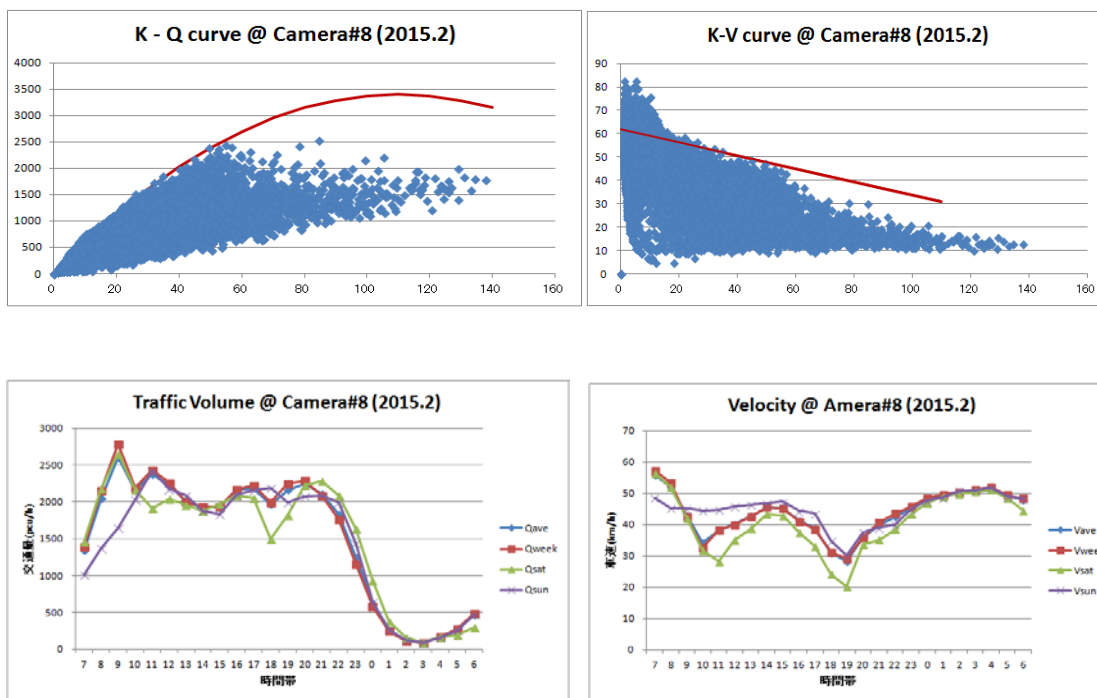 K - Q curve @ Camera#8 (2015.2)
4000
3500
3000
2500
2000
1500
1000
500
0
0 20 40 60 80 100 120 140 160
K-V curve @ Camera#8 (2015.2)
90
80
70
60
50
40
30
20
10
0
0 20 40 60 80 100 120 140 160
Traffic Volume @ Camera#8 (2015.2)
交通量(pcu/h)
3000
2500
2000
1500
1000
500
0
7 8 9 10 11 12 13 14 15 16 17 18 19 20 21 22 23 0 1 2 3 4 5 6
時間帯
Qave
Qweek
Qsat
Qsun
Velocity @ Amera#8 (2015.2)
車速(km/h)
70
60
50
40
30
20
10
0
7 8 9 10 11 12 13 14 15 16 17 18 19 20 21 22 23 0 1 2 3 4 5 6
時間帯
Vave
Vwee
Vsat
Vsun